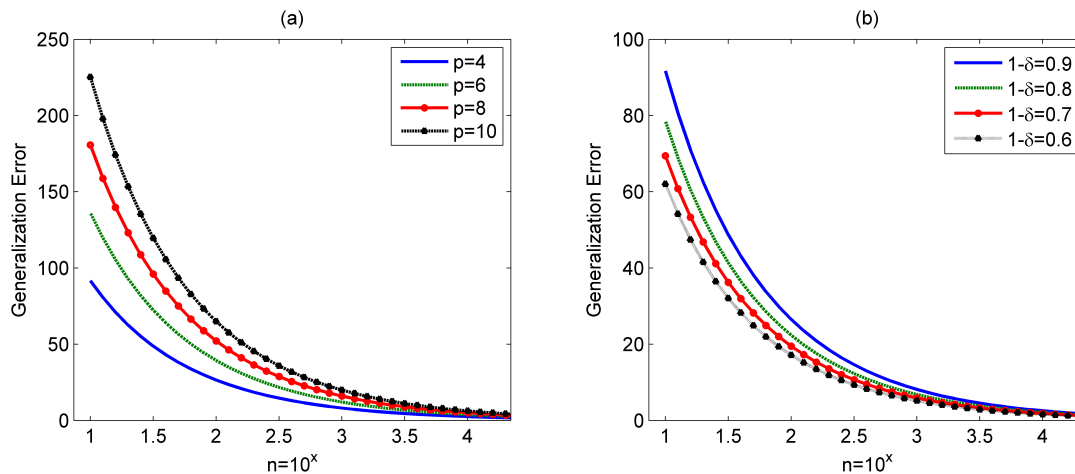 (a)
250
200
150
100
50
0
Generalization Error
1
1.5
2
2.5
3
3.5
4
n=10^x
p=4
p=6
p=8
p=10
(b)
100
80
60
40
20
0
Generalization Error
1
1.5
2
2.5
3
3.5
4
n=10^x
1-δ=0.9
1-δ=0.8
1-δ=0.7
1-δ=0.6